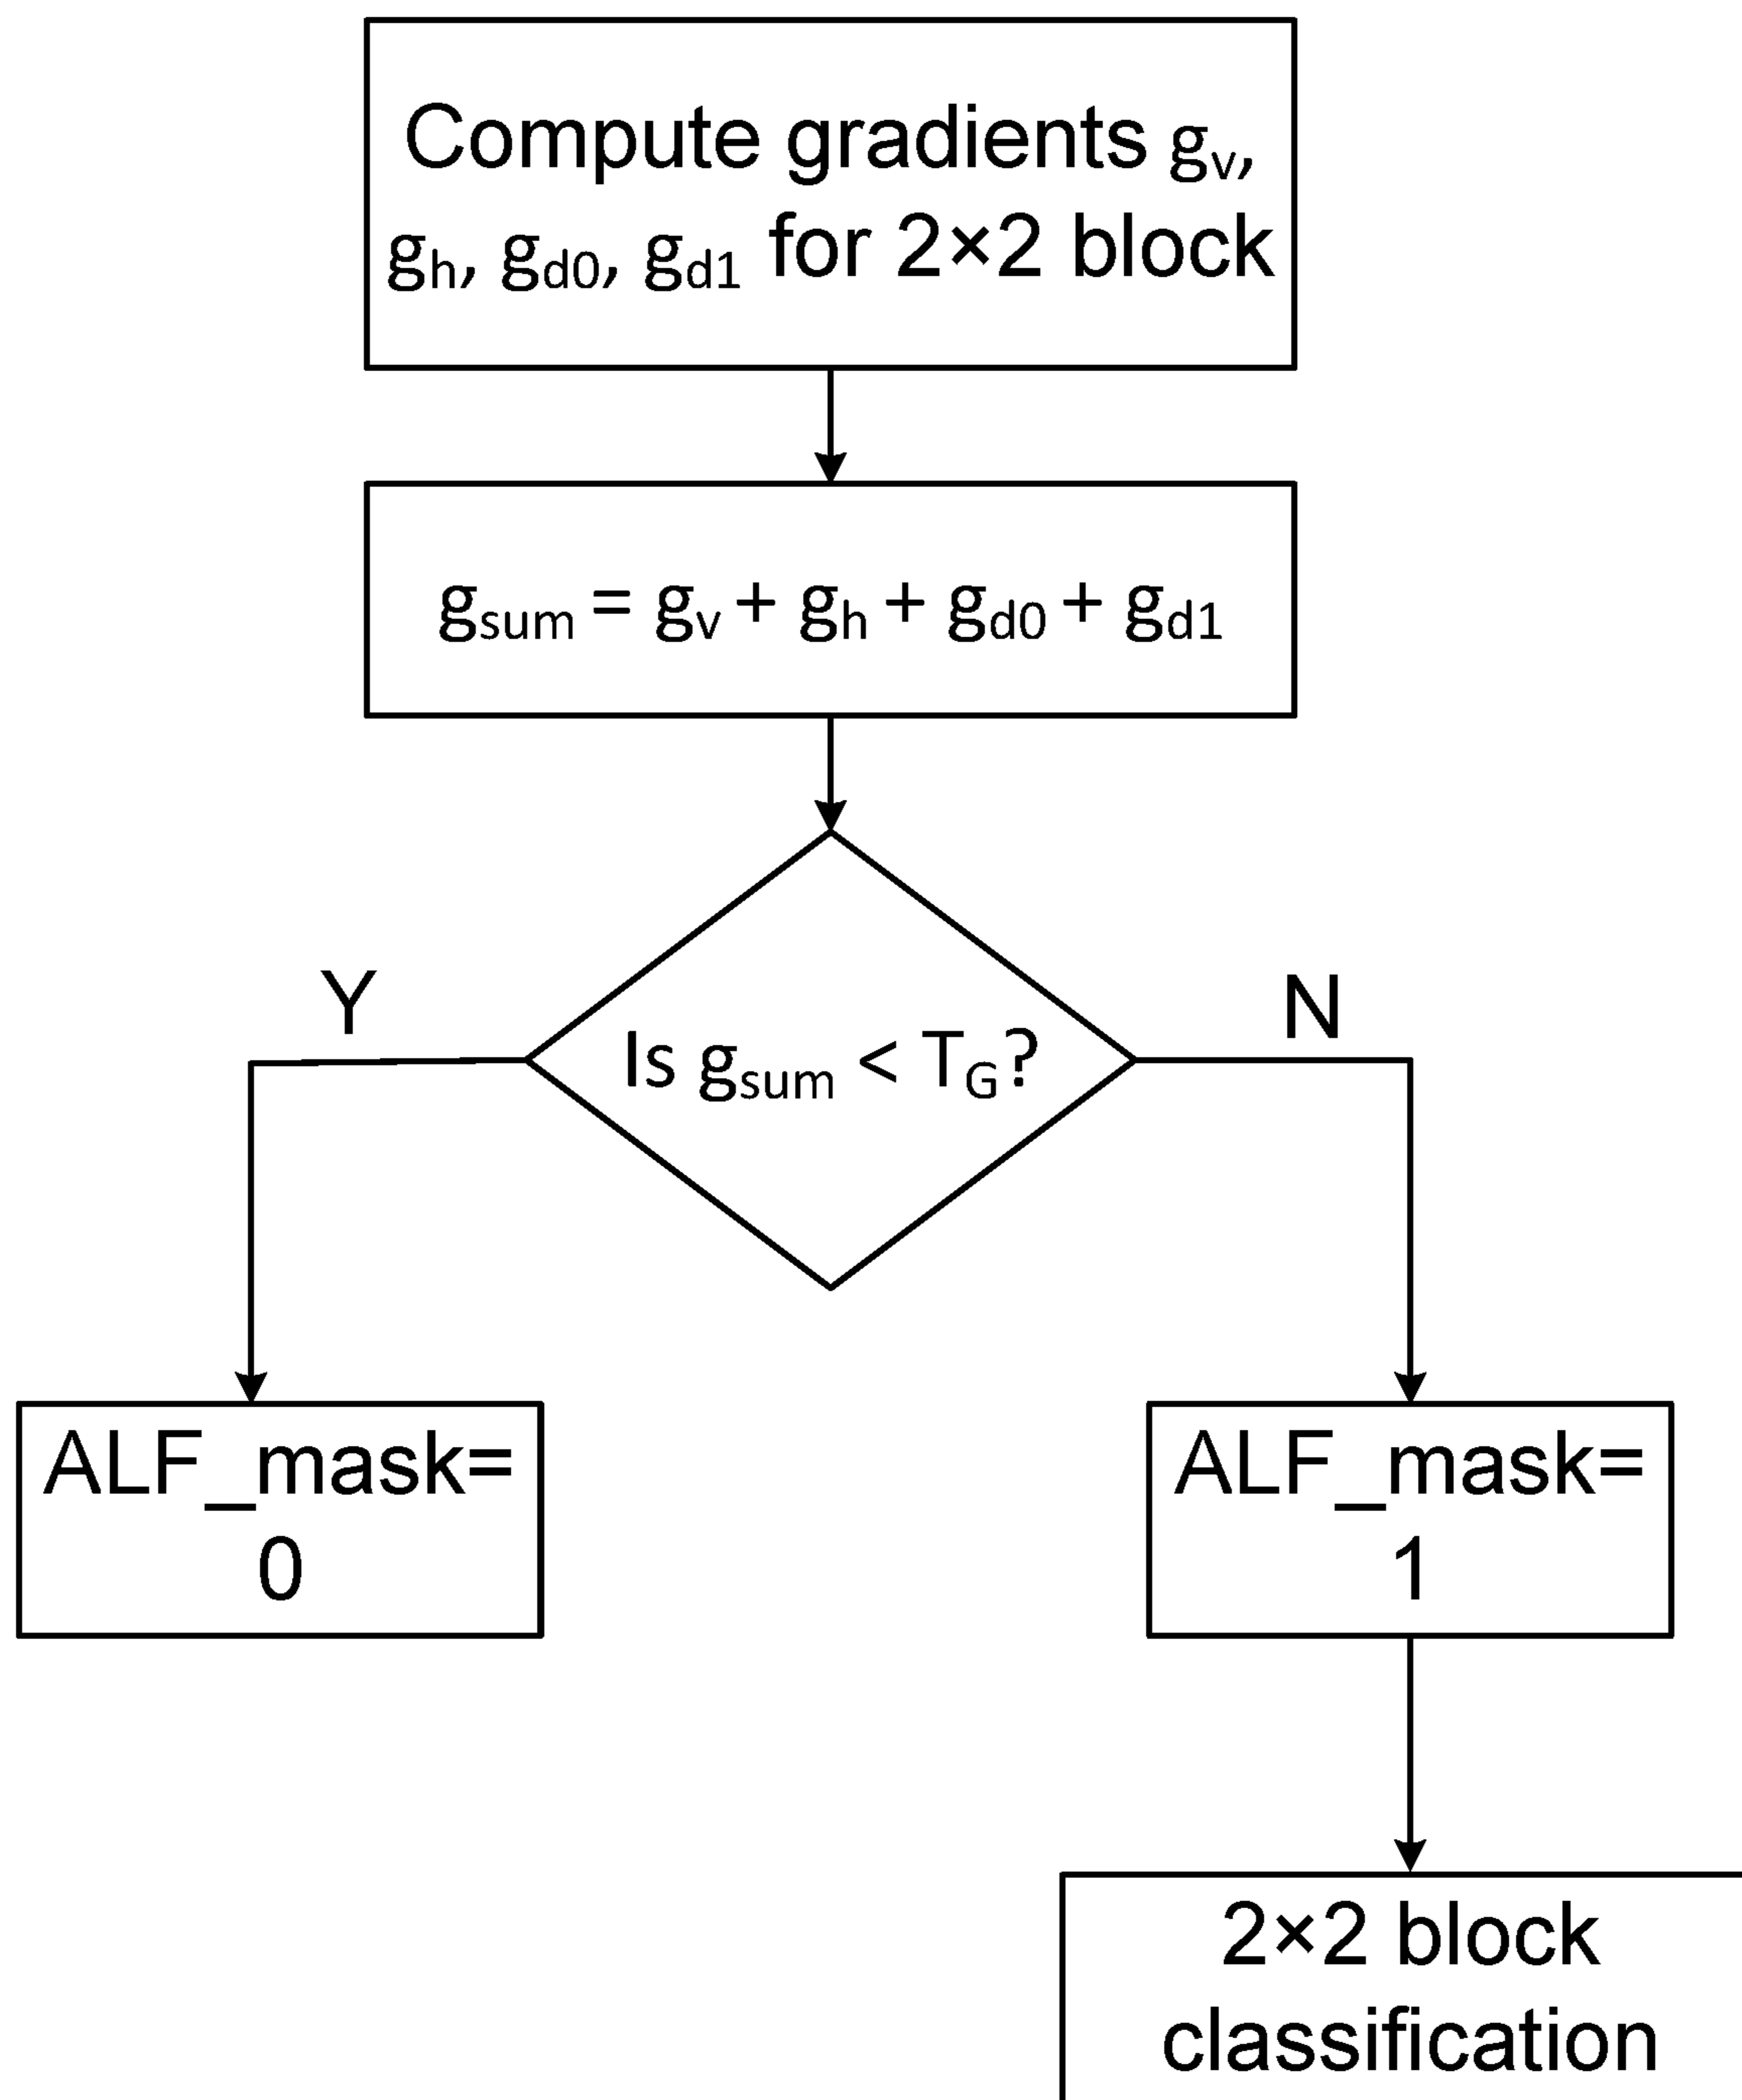 Compute gradients gv,
gh, gd0, gd1 for 2×2 block
gsum = gv + gh + gd0 + gd1
Y
N
Is gsum < TG?
ALF_mask=
0
ALF_mask=
1
2×2 block
classification